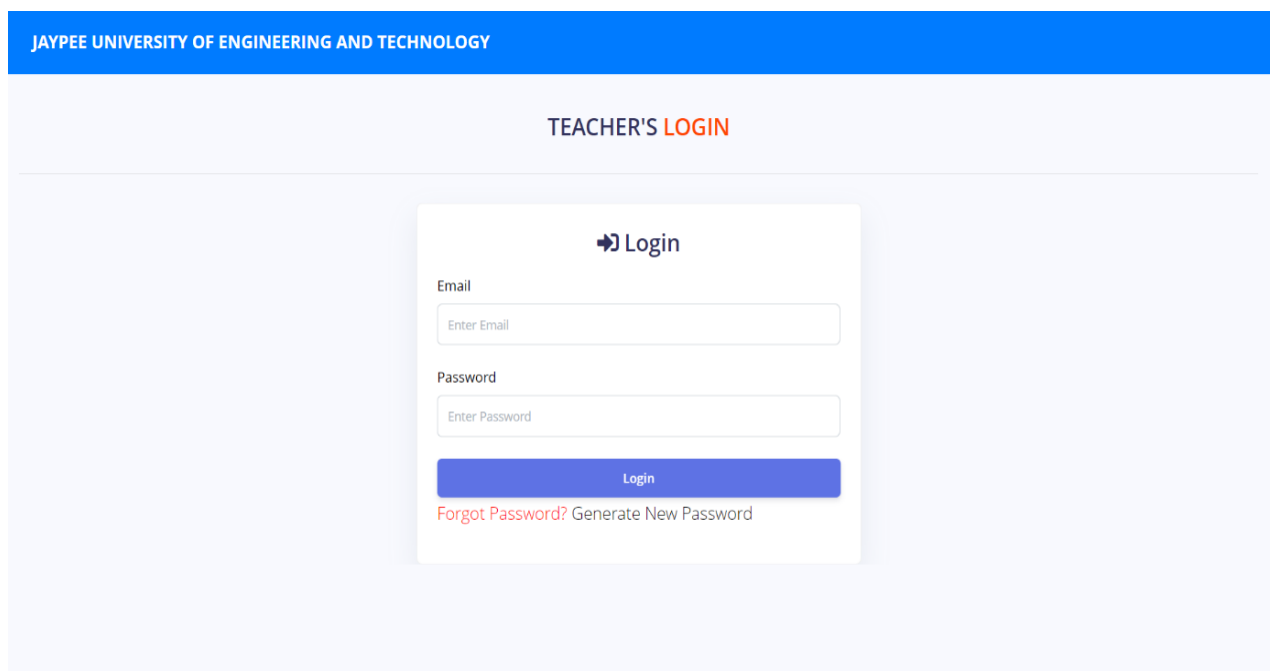 JAYPEE UNIVERSITY OF ENGINEERING AND TECHNOLOGY
TEACHER'S LOGIN
Login
Email
Enter Email
Password
Enter Password
Login
Forgot Password? Generate New Password